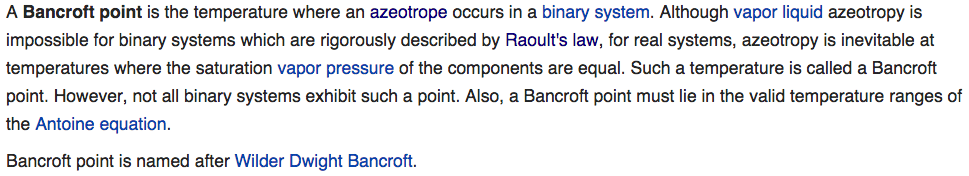 A Bancroft point is the temperature where an azeotrope occurs in a binary system. Although vapor liquid azeotropy is
impossible for binary systems which are rigorously described by Raoult's law, for real systems, azeotropy is inevitable at
temperatures where the saturation vapor pressure of the components are equal. Such a temperature is called a Bancroft
point. However, not all binary systems exhibit such a point. Also, a Bancroft point must lie in the valid temperature ranges of
the Antoine equation.
Bancroft point is named after Wilder Dwight Bancroft.